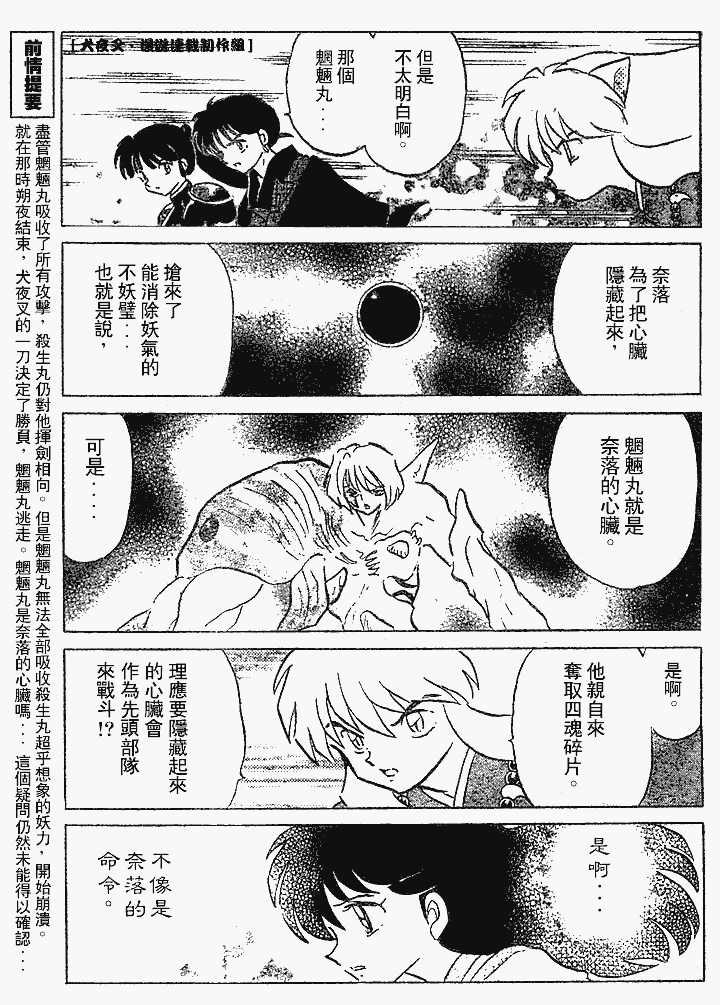 前情提要
盡管魍魎丸吸收了所有攻擊，殺生丸仍對他揮劍相向。但是魍魎丸無法全部吸收殺生丸超乎想象的妖力，開始崩潰。
就在那時朔夜結束，犬夜叉的一刀決定了勝負，魍魎丸逃走。魍魎丸是奈落的心臟嗎...這個疑問仍然未能得以確認...
但是
不太明白啊。
那個
魍魎丸...
奈落
為了把心臟
隱藏起來，
搶來了
能消除妖氣的
不妖璧...
也就是說，
魍魎丸就是
奈落的心臟。
可是....
是啊。
他親自來
奪取四魂碎片。
理應要隱藏起來
的心臟會
作為先頭部隊
來戰斗!?
是啊...
不像是
奈落的
命令。